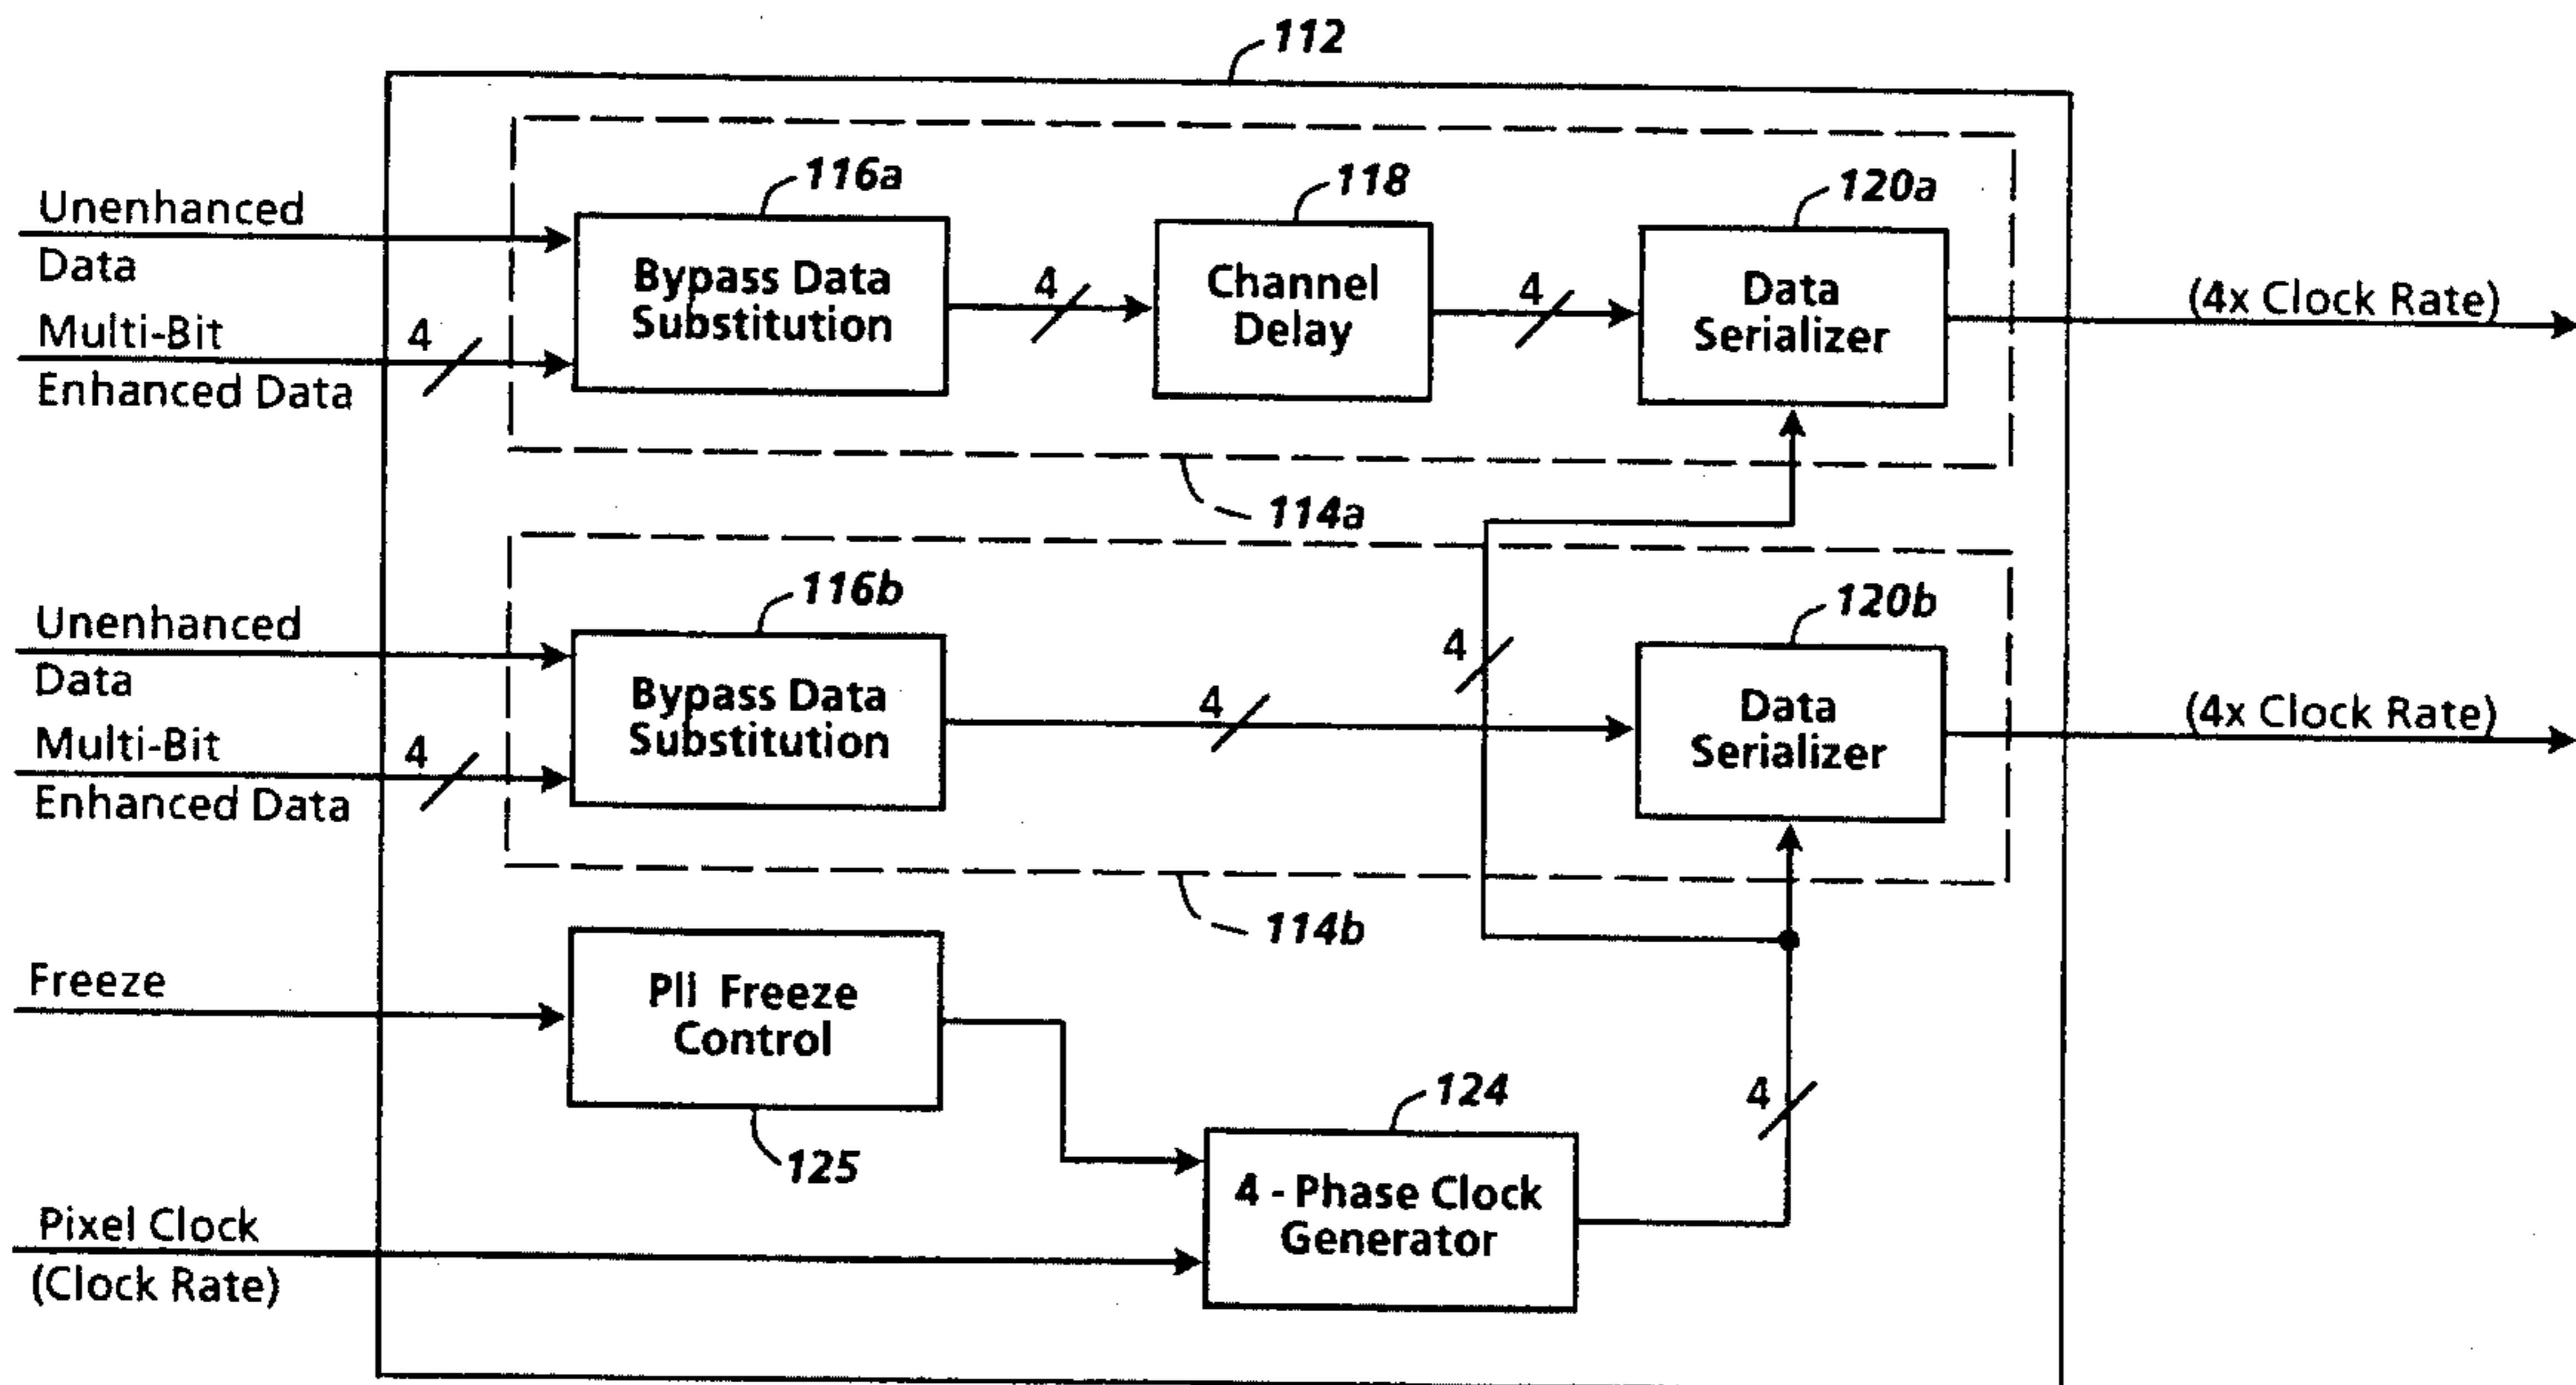 112
116a
118
120a
Unenhanced
Data
Bypass Data
Substitution
4
Channel
Delay
4
Data
Serializer
(4x Clock Rate)
Multi-Bit
4
Enhanced Data
114a
116b
120b
Unenhanced
Data
Bypass Data
Substitution
4
4
Data
Serializer
(4x Clock Rate)
Multi-Bit
4
Enhanced Data
114b
Freeze
Pll Freeze
Control
125
124
4
4 - Phase Clock
Generator
Pixel Clock
(Clock Rate)